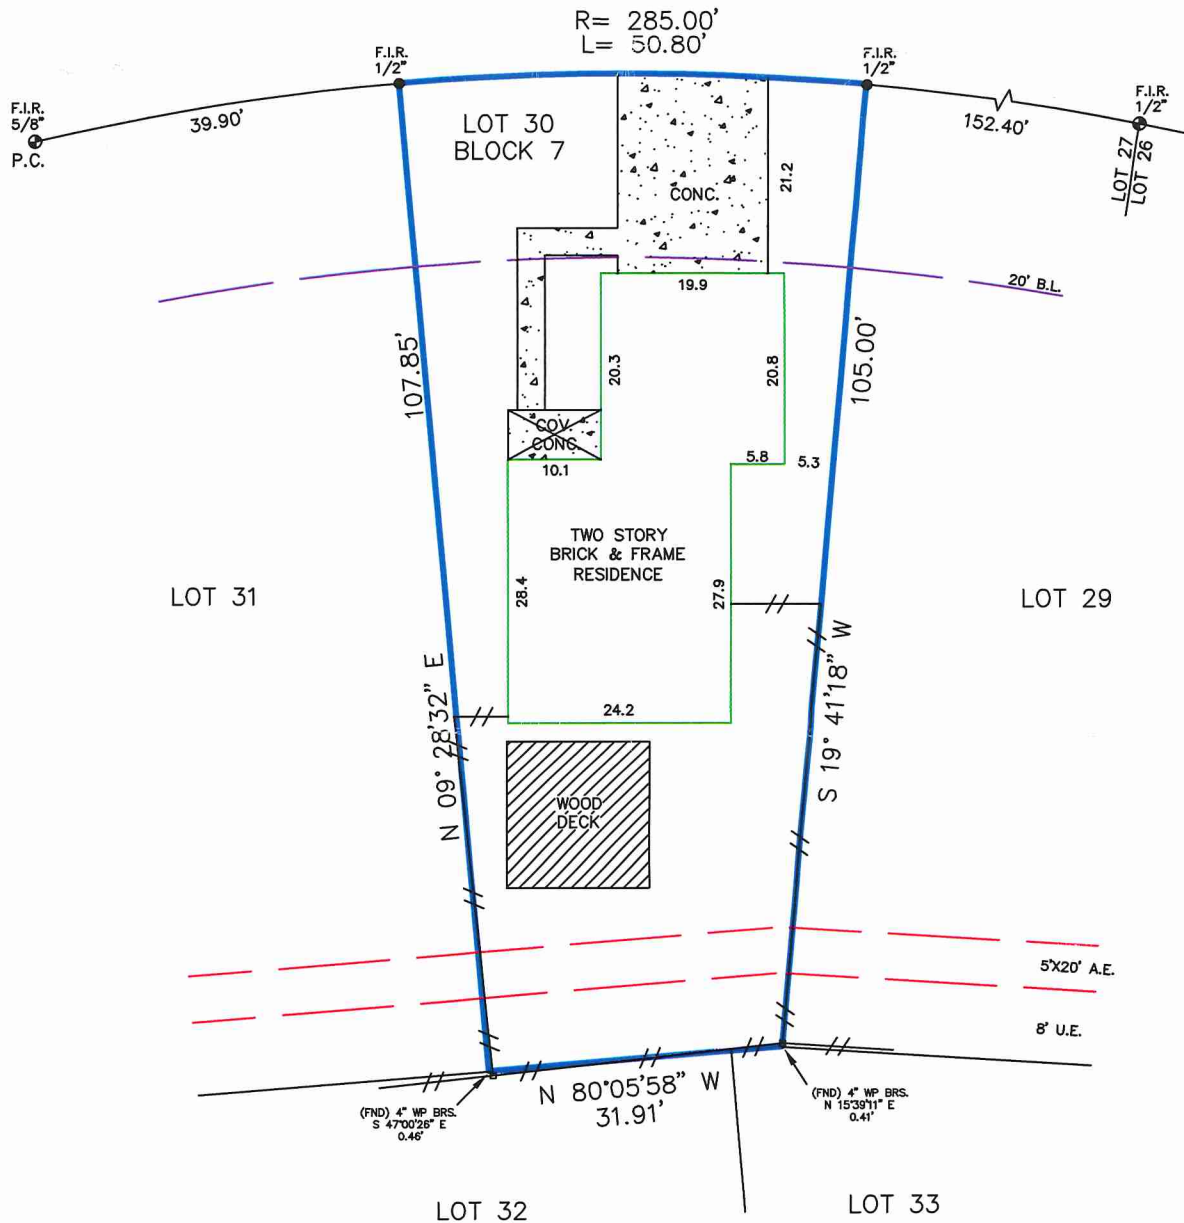 R= 285.00'
L= 50.80'
F.I.R.
1/2"
F.I.R.
1/2"
F.I.R.
5/8"
P.C.
39.90'
LOT 30
BLOCK 7
152.40'
F.I.R.
1/2"
LOT 27
LOT 26
CONC.
21.2
20' B.L.
19.9
107.85'
20.3
20.8
105.00'
COV.
CONC.
10.1
5.8
5.3
TWO STORY
BRICK & FRAME
RESIDENCE
LOT 31
28.4
27.9
LOT 29
N 09° 28'32" E
24.2
S 19° 41'18" W
WOOD
DECK
5'X20' A.E.
8' U.E.
(FND) 4" WP BRS.
S 47°00'26" E
0.46'
N 80°05'58" W
31.91'
(FND) 4" WP BRS.
N 15°39'11" E
0.41'
LOT 32
LOT 33